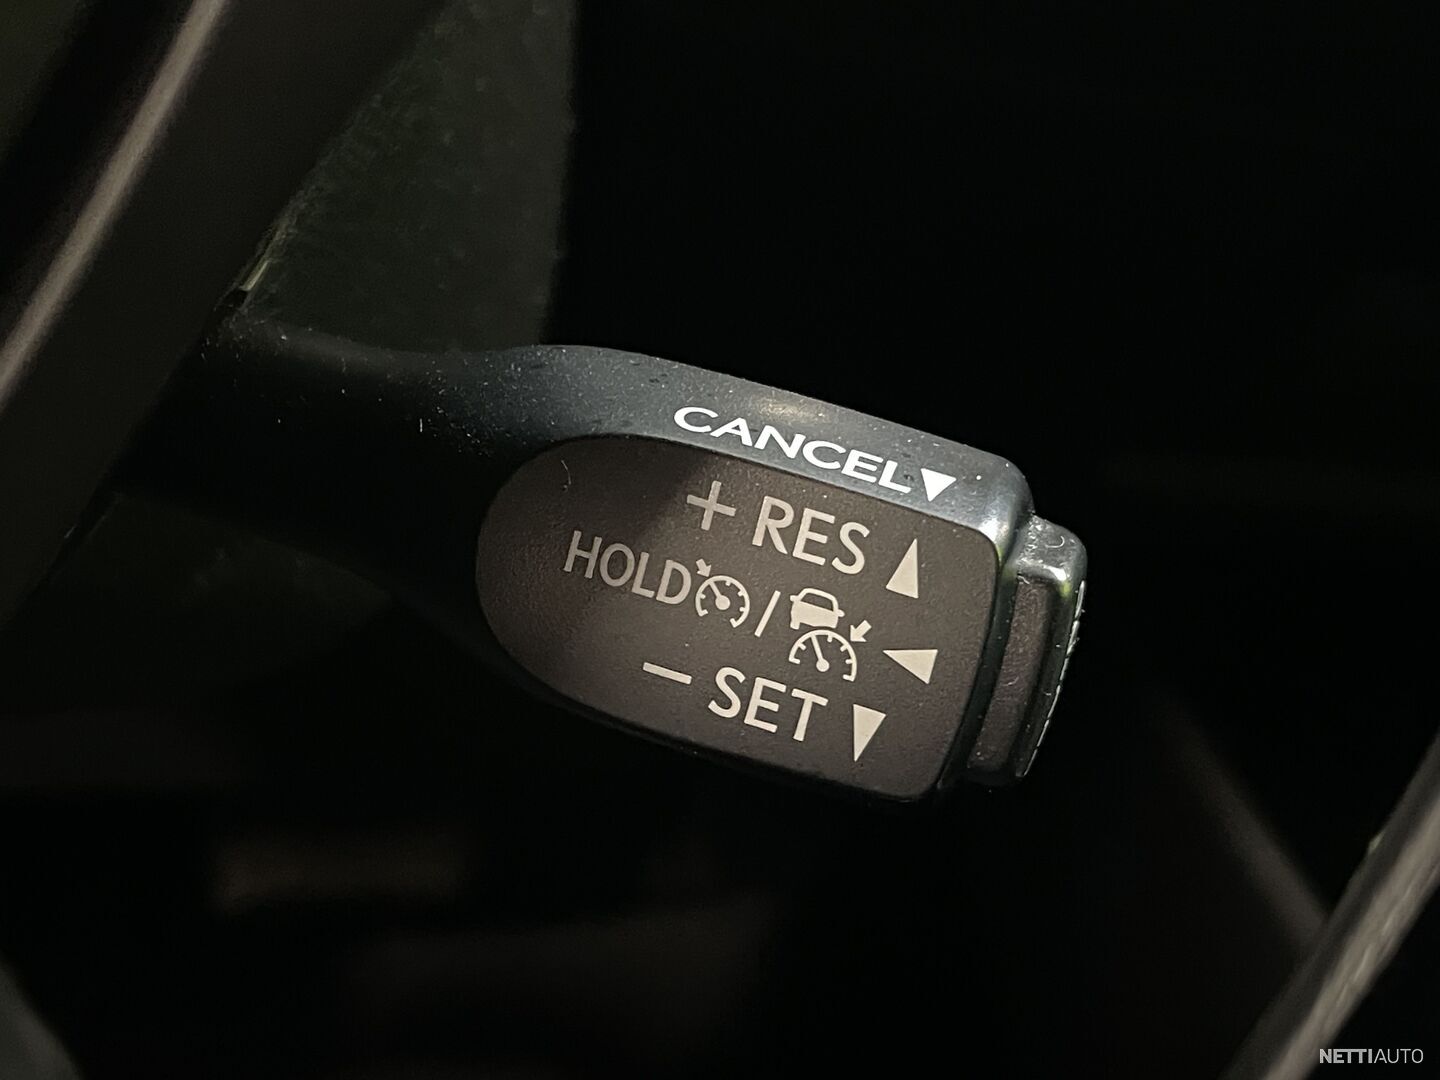 CANCEL
+ RES
HOLD /
− SET
NETTIAUTO